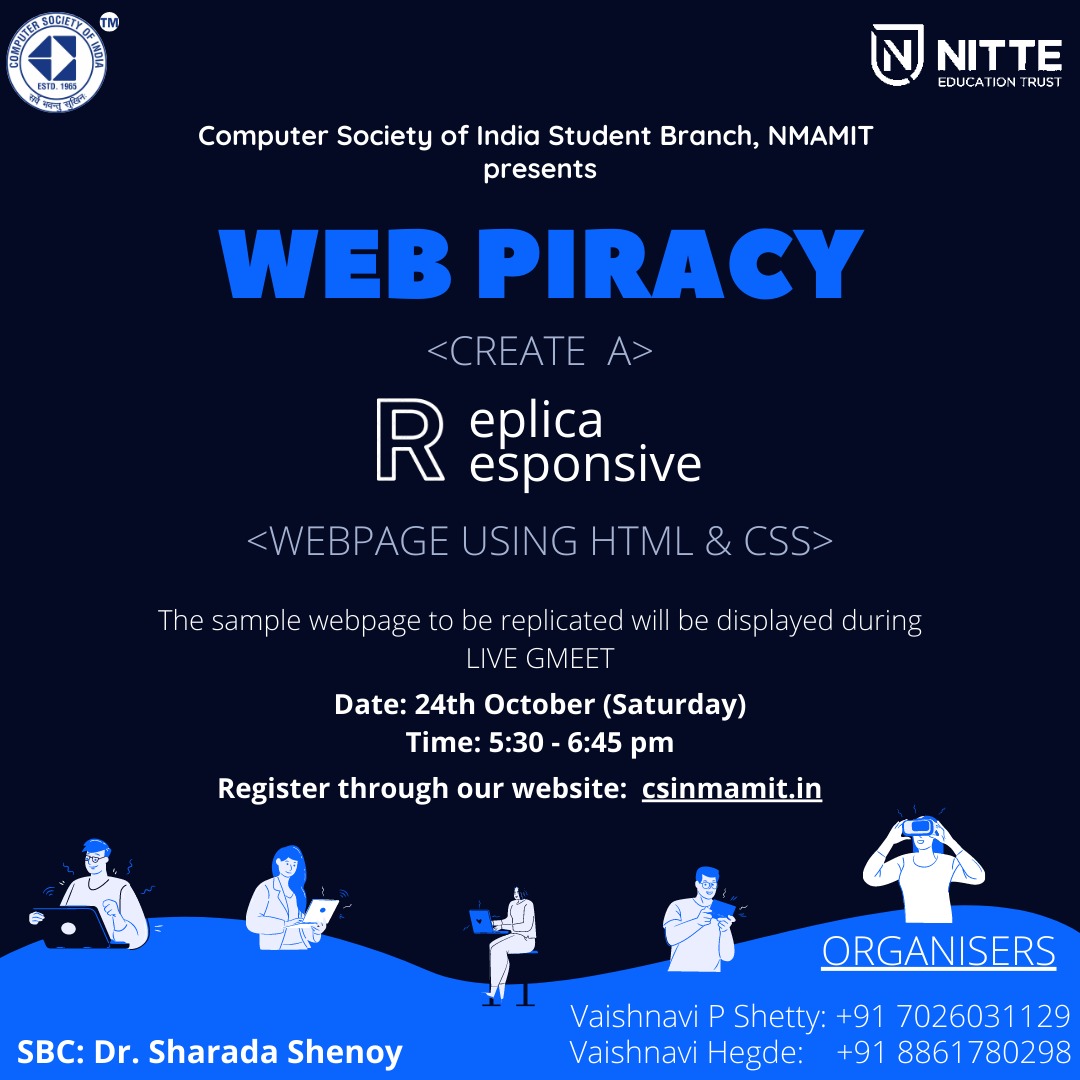 COMPUTER SOCIETY OF INDIA
TM
ESTD. 1965
सर्वे भवन्तु सुखिनः
NITTE
EDUCATION TRUST
Computer Society of India Student Branch, NMAMIT
presents
WEB PIRACY
<CREATE A>
R eplica
esponsive
<WEBPAGE USING HTML & CSS>
The sample webpage to be replicated will be displayed during
LIVE GMEET
Date: 24th October (Saturday)
Time: 5:30 - 6:45 pm
Register through our website: csinmamit.in
ORGANISERS
Vaishnavi P Shetty: +91 7026031129
Vaishnavi Hegde: +91 8861780298
SBC: Dr. Sharada Shenoy